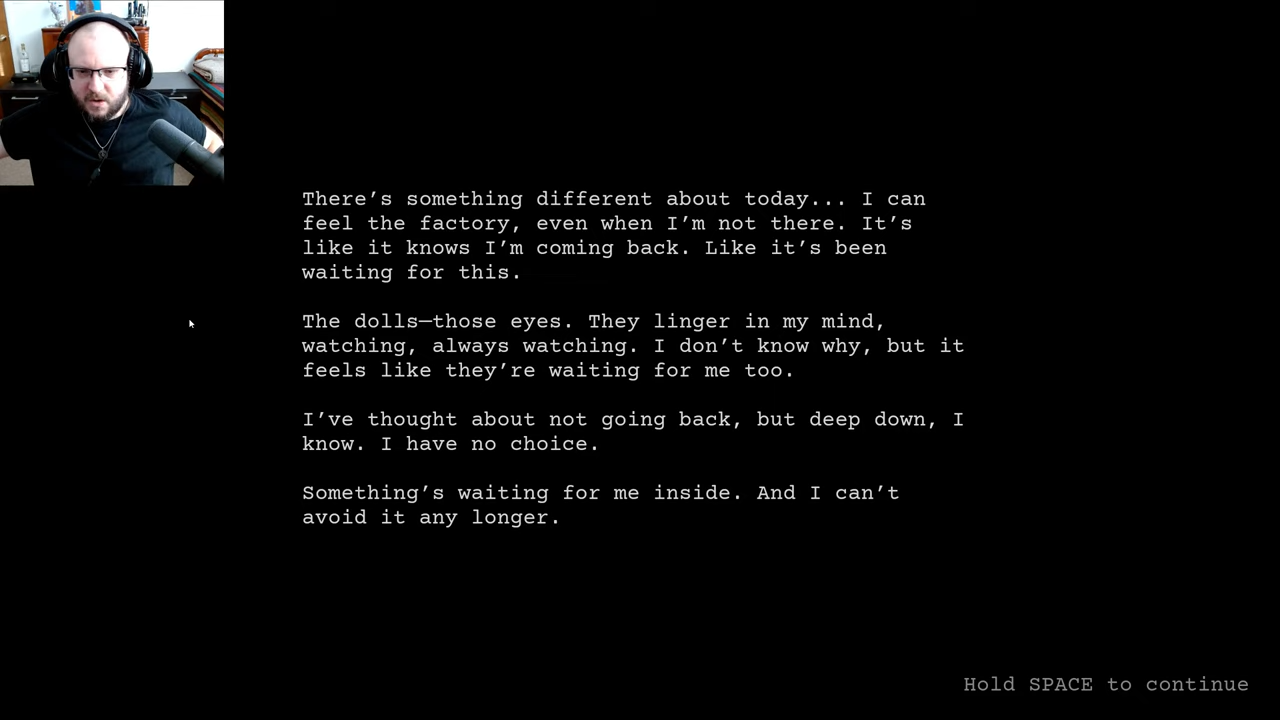 There’s something different about today... I can
feel the factory, even when I’m not there. It’s
like it knows I’m coming back. Like it’s been
waiting for this.
The dolls—those eyes. They linger in my mind,
watching, always watching. I don’t know why, but it
feels like they’re waiting for me too.
I’ve thought about not going back, but deep down, I
know. I have no choice.
Something’s waiting for me inside. And I can’t
avoid it any longer.
Hold SPACE to continue